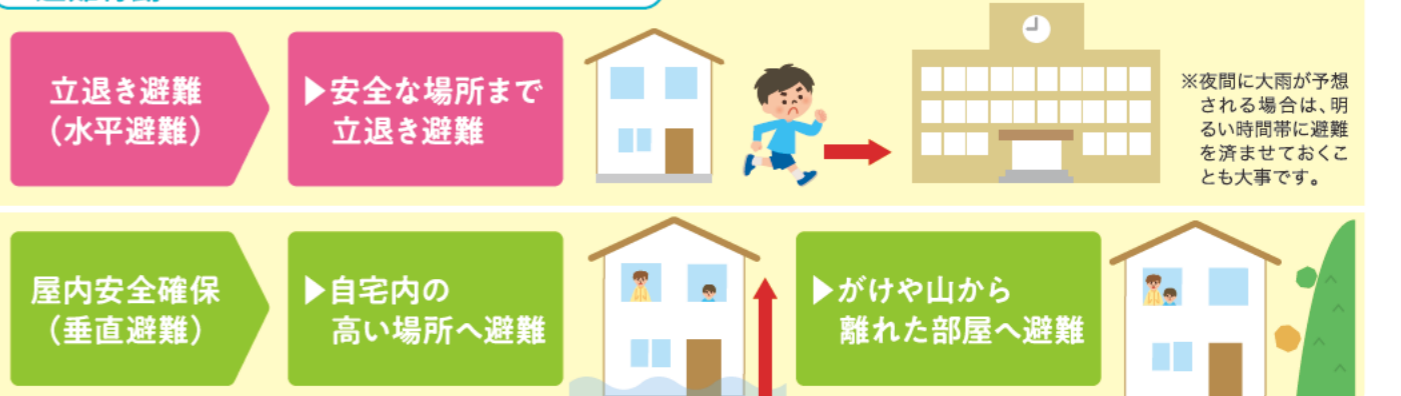 立退き避難
（水平避難）
▶安全な場所まで
立退き避難
※夜間に大雨が予想
される場合は、明
るい時間帯に避難
を済ませておくこ
とも大事です。
屋内安全確保
（垂直避難）
▶自宅内の
高い場所へ避難
▶がけや山から
離れた部屋へ避難